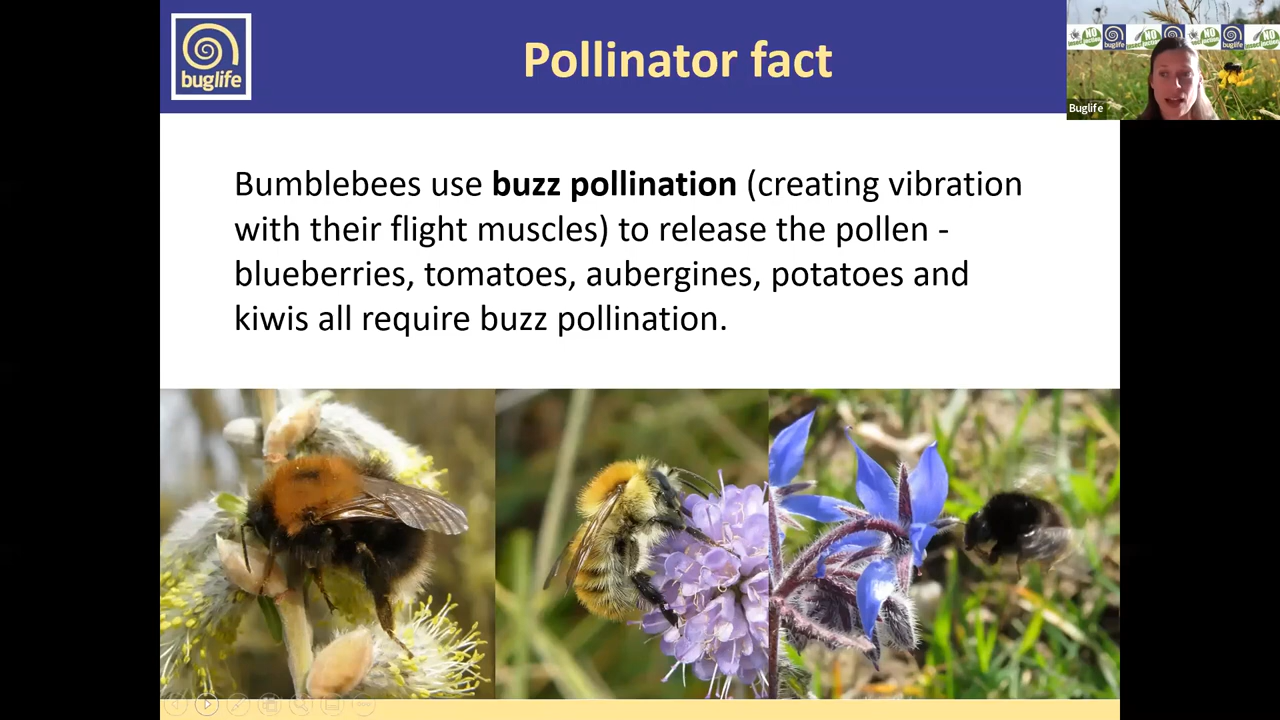 buglife
Pollinator fact
Buglife
Bumblebees use buzz pollination (creating vibration
with their flight muscles) to release the pollen -
blueberries, tomatoes, aubergines, potatoes and
kiwis all require buzz pollination.